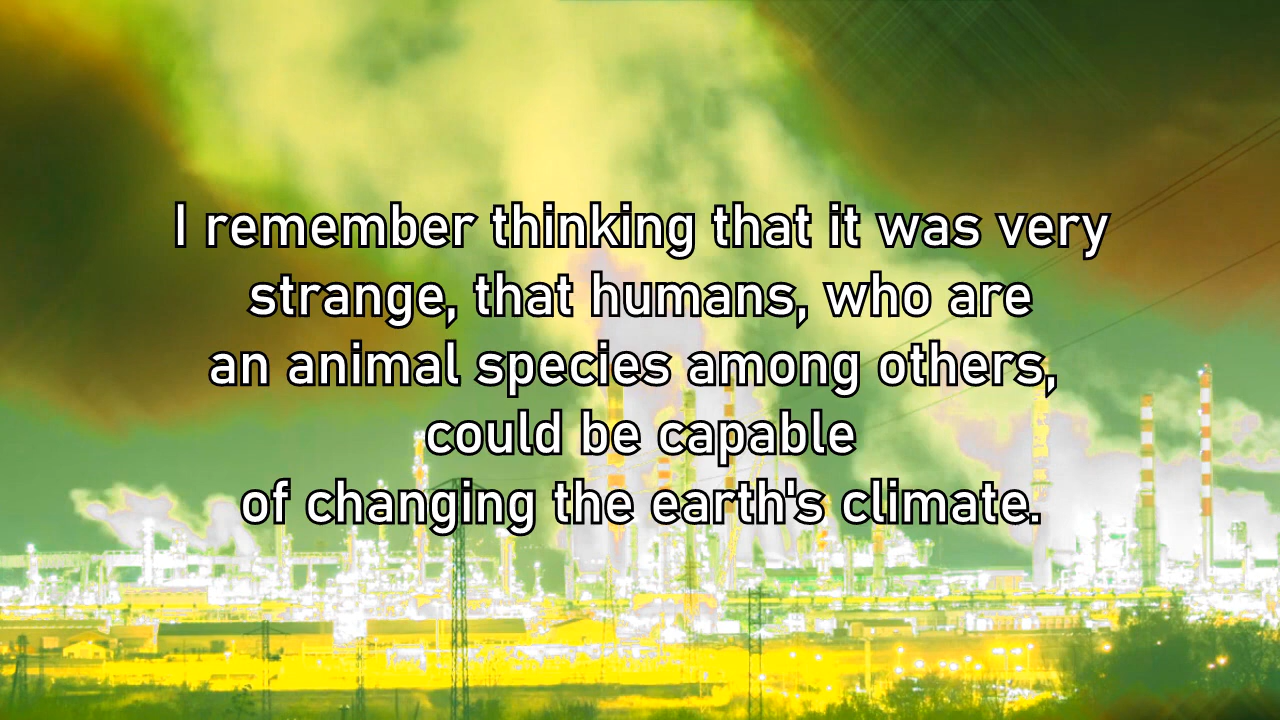 I remember thinking that it was very
strange, that humans, who are
an animal species among others,
could be capable
of changing the earth's climate.